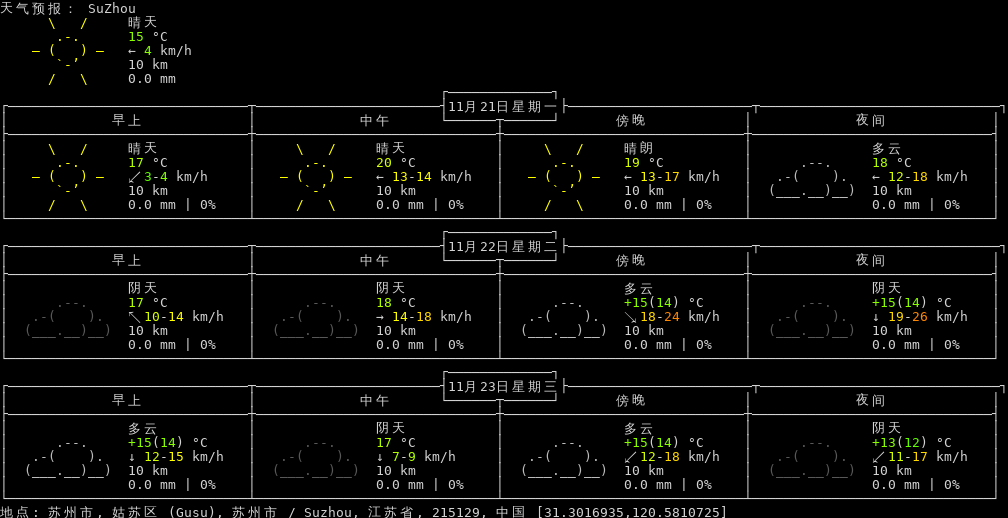 天气预报: SuZhou
晴天
15 °C
← 4 km/h
10 km
0.0 mm
11月21日星期一
早上 中午 傍晚 夜间
晴天 晴天 晴朗 多云
17 °C 20 °C 19 °C 18 °C
↙ 3-4 km/h ← 13-14 km/h ← 13-17 km/h ← 12-18 km/h
10 km 10 km 10 km 10 km
0.0 mm | 0% 0.0 mm | 0% 0.0 mm | 0% 0.0 mm | 0%
11月22日星期二
早上 中午 傍晚 夜间
阴天 阴天 多云 阴天
17 °C 18 °C +15(14) °C +15(14) °C
↖ 10-14 km/h → 14-18 km/h ↘ 18-24 km/h ↓ 19-26 km/h
10 km 10 km 10 km 10 km
0.0 mm | 0% 0.0 mm | 0% 0.0 mm | 0% 0.0 mm | 0%
11月23日星期三
早上 中午 傍晚 夜间
多云 阴天 多云 阴天
+15(14) °C 17 °C +15(14) °C +13(12) °C
↓ 12-15 km/h ↓ 7-9 km/h ↙ 12-18 km/h ↙ 11-17 km/h
10 km 10 km 10 km 10 km
0.0 mm | 0% 0.0 mm | 0% 0.0 mm | 0% 0.0 mm | 0%
地点: 苏州市, 姑苏区 (Gusu), 苏州市 / Suzhou, 江苏省, 215129, 中国 [31.3016935,120.5810725]